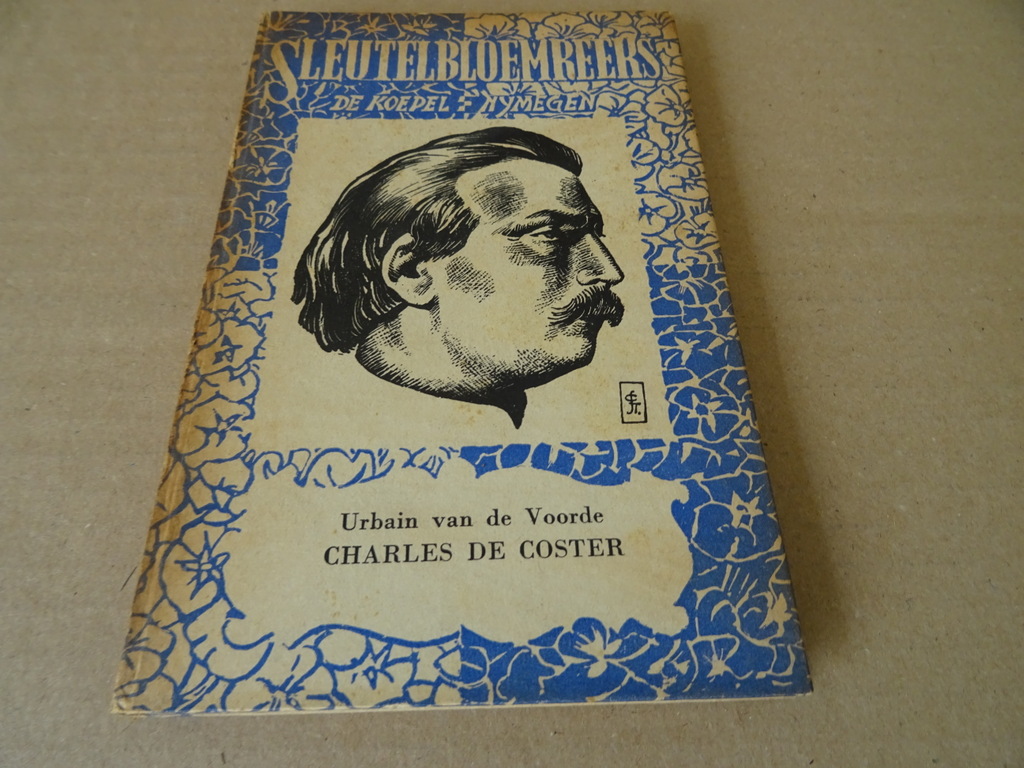 SLEUTELBLOEMREEKS
DE KOEPEL NYMEGEN
Urbain van de Voorde
CHARLES DE COSTER